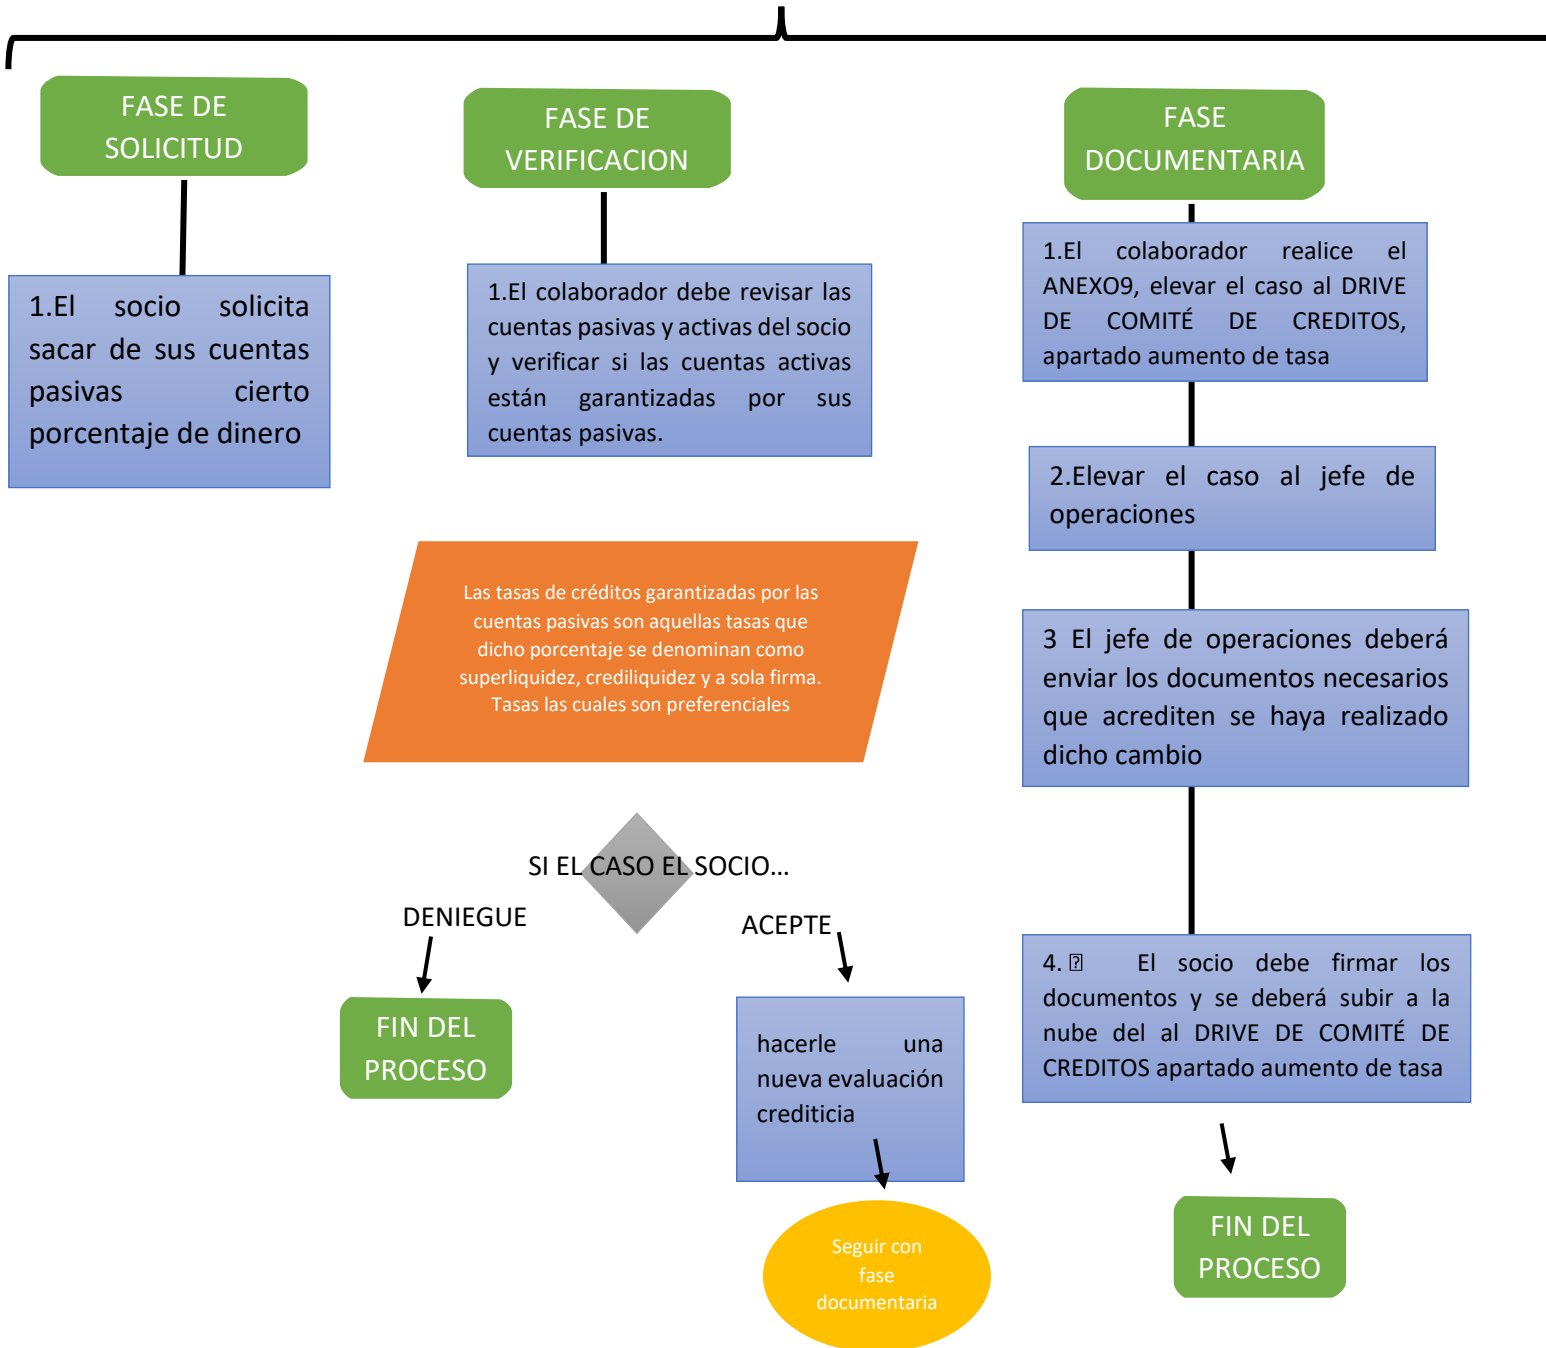 FASE DE
SOLICITUD
1.El socio solicita
sacar de sus cuentas
pasivas cierto
porcentaje de dinero
FASE DE
VERIFICACION
1.El colaborador debe revisar las
cuentas pasivas y activas del socio
y verificar si las cuentas activas
están garantizadas por sus
cuentas pasivas.
Las tasas de créditos garantizadas por las
cuentas pasivas son aquellas tasas que
dicho porcentaje se denominan como
superliquidez, crediliquidez y a sola firma.
Tasas las cuales son preferenciales
SI EL CASO EL SOCIO...
DENIEGUE
FIN DEL
PROCESO
ACEPTE
hacerle una
nueva evaluación
crediticia
Seguir con
fase
documentaria
FASE
DOCUMENTARIA
1.El colaborador realice el
ANEXO9, elevar el caso al DRIVE
DE COMITÉ DE CREDITOS,
apartado aumento de tasa
2.Elevar el caso al jefe de
operaciones
3 El jefe de operaciones deberá
enviar los documentos necesarios
que acrediten se haya realizado
dicho cambio
4. El socio debe firmar los
documentos y se deberá subir a la
nube del al DRIVE DE COMITÉ DE
CREDITOS apartado aumento de tasa
FIN DEL
PROCESO